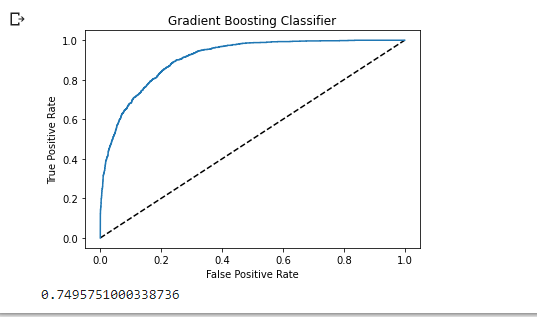 Gradient Boosting Classifier
1.0
0.8
0.6
0.4
0.2
0.0
True Positive Rate
0.0 0.2 0.4 0.6 0.8 1.0
False Positive Rate
0.7495751000338736